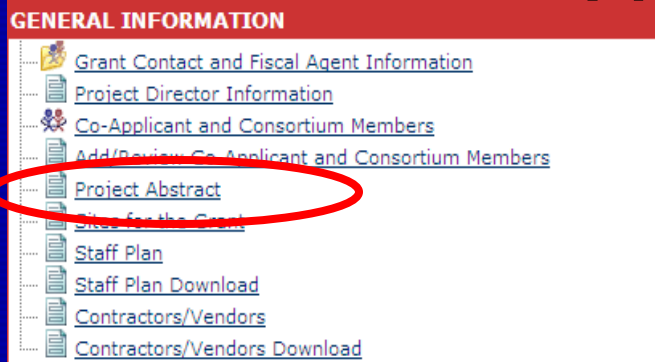 GENERAL INFORMATION
Grant Contact and Fiscal Agent Information
Project Director Information
Co-Applicant and Consortium Members
Add/Review Co-Applicant and Consortium Members
Project Abstract
Sites for the Grant
Staff Plan
Staff Plan Download
Contractors/Vendors
Contractors/Vendors Download